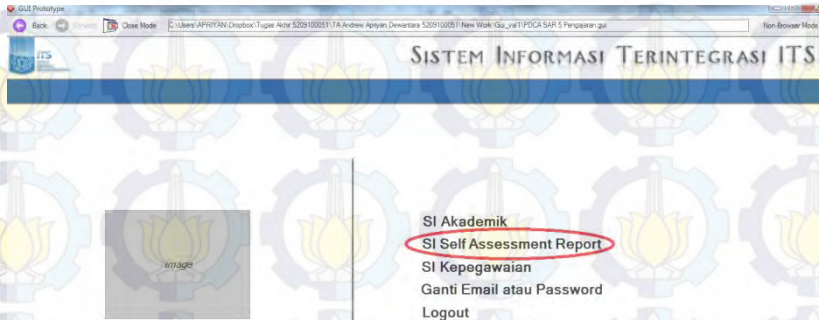 GUI Prototype
Back Forward Close Mode C:\Users\APRIYAN\Dropbox\Tugas Akhir 5209100051\TA Andrew Apriyan Dewantara 5209100051\New Work\Gui_val1\PDCA SAR 5 Pengajaran.gui Non-Browser Mode
ITS
SISTEM INFORMASI TERINTEGRASI ITS
SI Akademik
SI Self Assessment Report
image
SI Kepegawaian
Ganti Email atau Password
Logout